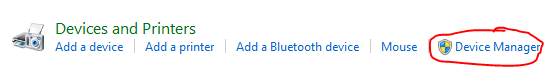 Devices and Printers
Add a device Add a printer Add a Bluetooth device Mouse Device Manager